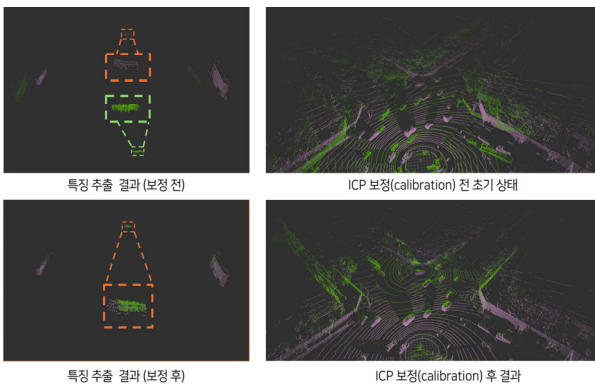 특징 추출 결과 (보정 전)
ICP 보정(calibration) 전 초기 상태
특징 추출 결과 (보정 후)
ICP 보정(calibration) 후 결과